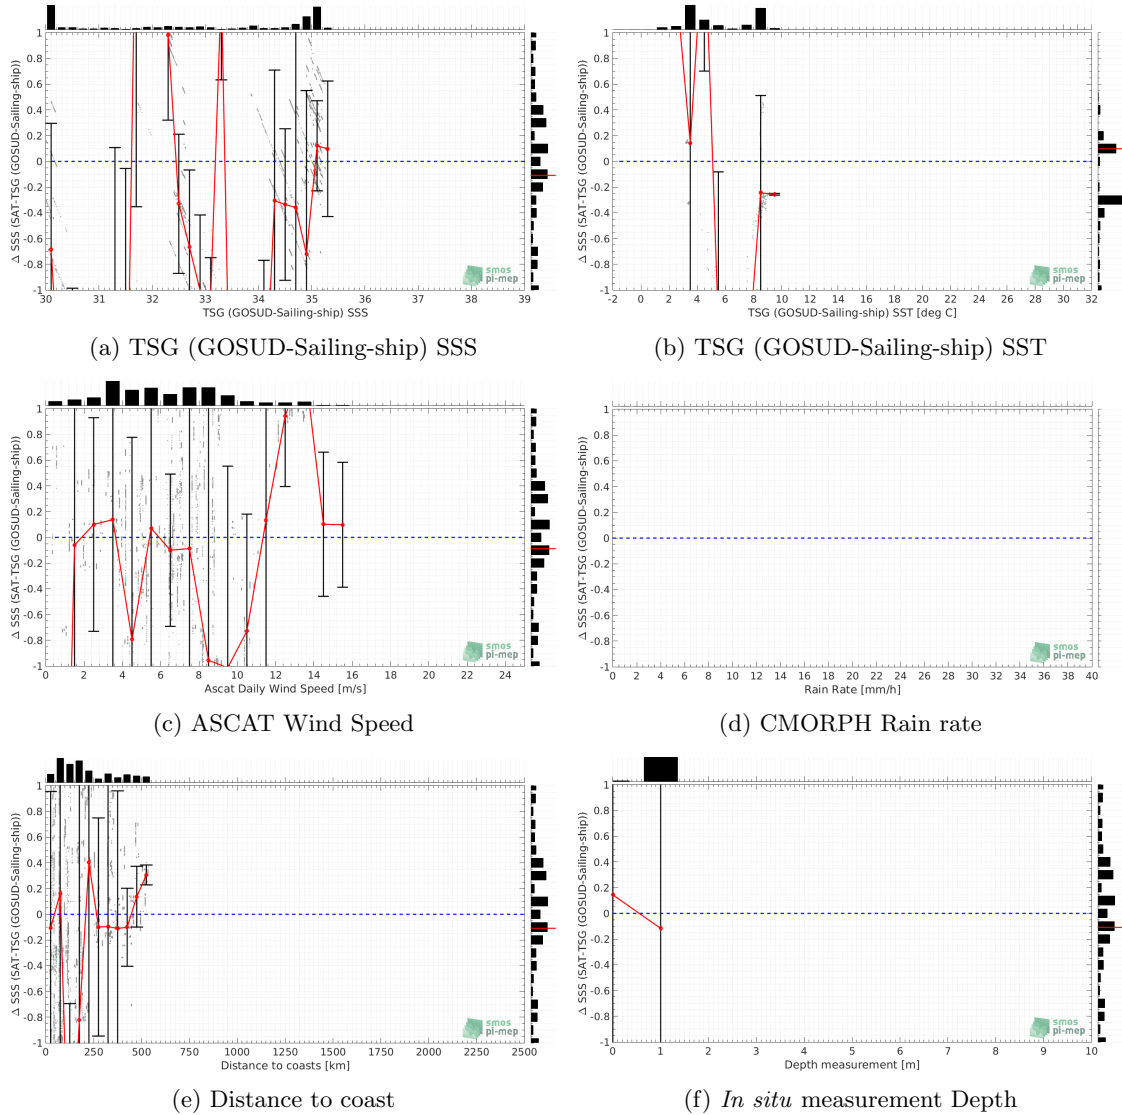 Δ SSS (SAT-TSG (GOSUD-Sailing-ship))
1
0.8
0.6
0.4
0.2
0
-0.2
-0.4
-0.6
-0.8
-1
30 31 32 33 34 35 36 37 38 39
TSG (GOSUD-Sailing-ship) SSS
smos
pi-mep
(a) TSG (GOSUD-Sailing-ship) SSS
Δ SSS (SAT-TSG (GOSUD-Sailing-ship))
1
0.8
0.6
0.4
0.2
0
-0.2
-0.4
-0.6
-0.8
-1
-2 0 2 4 6 8 10 12 14 16 18 20 22 24 26 28 30 32
TSG (GOSUD-Sailing-ship) SST [deg C]
smos
pi-mep
(b) TSG (GOSUD-Sailing-ship) SST
Δ SSS (SAT-TSG (GOSUD-Sailing-ship))
1
0.8
0.6
0.4
0.2
0
-0.2
-0.4
-0.6
-0.8
-1
0 2 4 6 8 10 12 14 16 18 20 22 24
Ascat Daily Wind Speed [m/s]
smos
pi-mep
(c) ASCAT Wind Speed
Δ SSS (SAT-TSG (GOSUD-Sailing-ship))
1
0.8
0.6
0.4
0.2
0
-0.2
-0.4
-0.6
-0.8
-1
0 2 4 6 8 10 12 14 16 18 20 22 24 26 28 30 32 34 36 38 40
Rain Rate [mm/h]
smos
pi-mep
(d) CMORPH Rain rate
Δ SSS (SAT-TSG (GOSUD-Sailing-ship))
1
0.8
0.6
0.4
0.2
0
-0.2
-0.4
-0.6
-0.8
-1
0 250 500 750 1000 1250 1500 1750 2000 2250 2500
Distance to coasts [km]
smos
pi-mep
(e) Distance to coast
Δ SSS (SAT-TSG (GOSUD-Sailing-ship))
1
0.8
0.6
0.4
0.2
0
-0.2
-0.4
-0.6
-0.8
-1
0 1 2 3 4 5 6 7 8 9 10
Depth measurement [m]
smos
pi-mep
(f) In situ measurement Depth